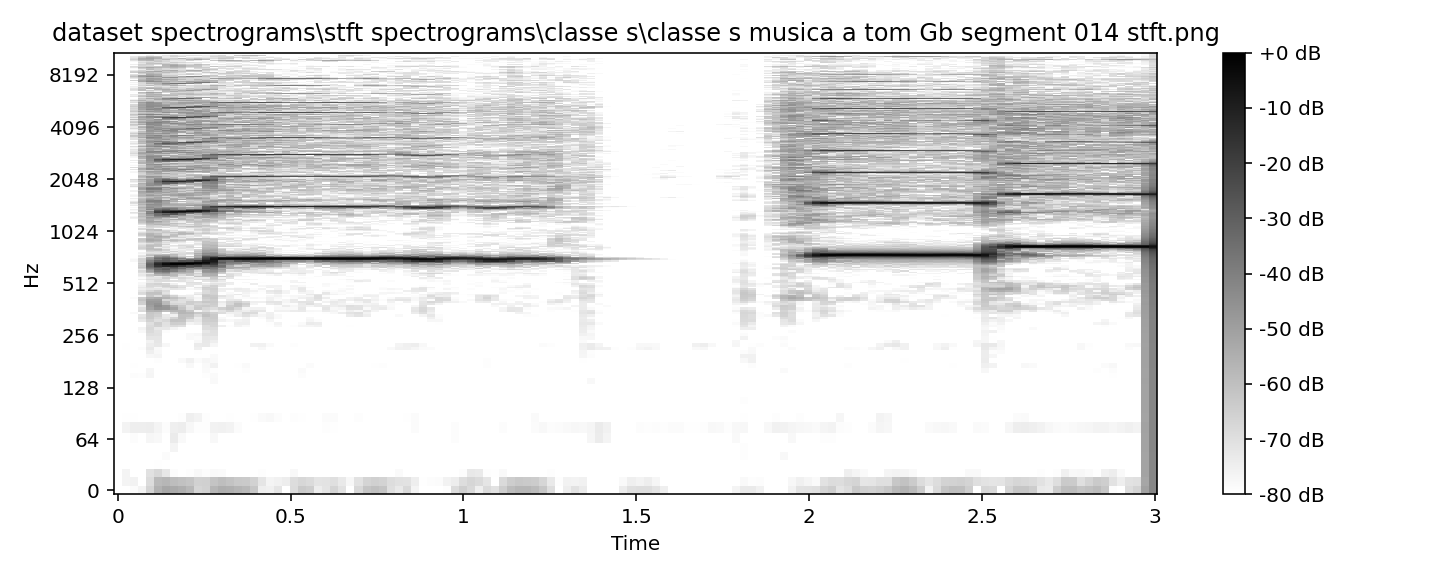 dataset spectrograms\stft spectrograms\classe s\classe s musica a tom Gb segment 014 stft.png
8192
4096
2048
1024
512
256
128
64
0
Hz
0
0.5
1
1.5
2
2.5
3
Time
+0 dB
-10 dB
-20 dB
-30 dB
-40 dB
-50 dB
-60 dB
-70 dB
-80 dB